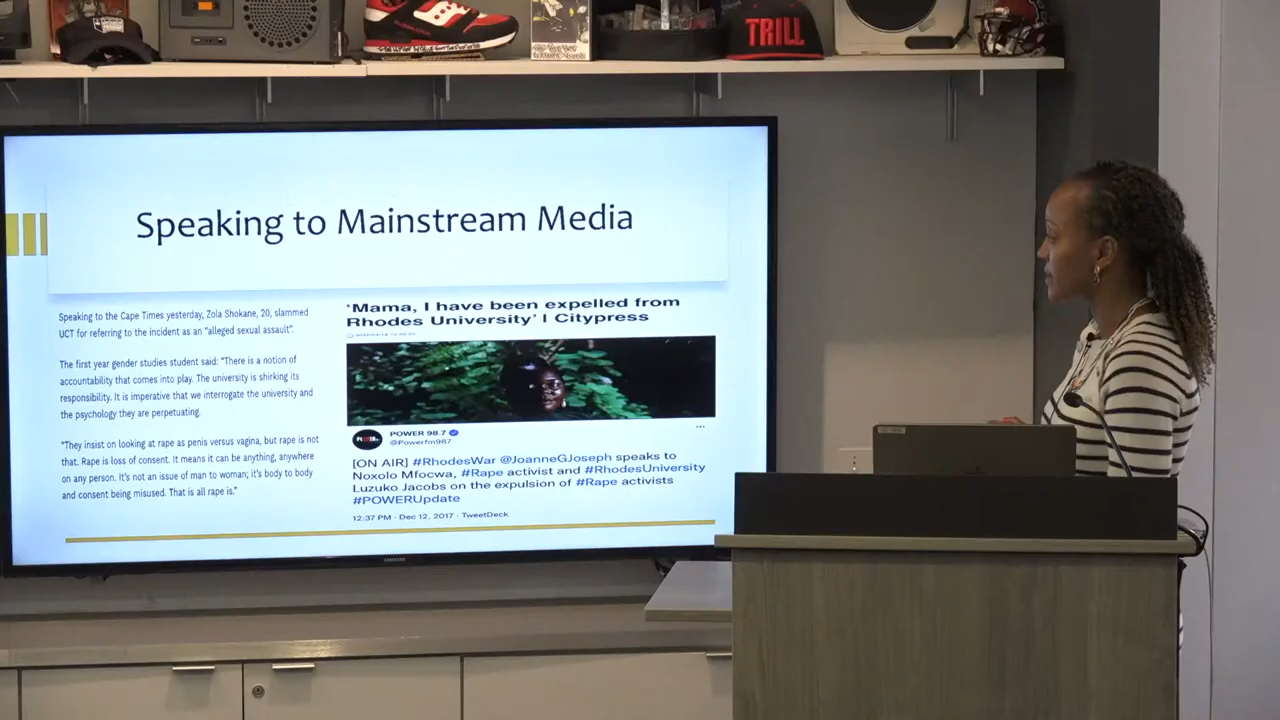 TRILL
Speaking to Mainstream Media
Speaking to the Cape Times yesterday, Zola Shokane, 20, slammed
UCT for referring to the incident as an “alleged sexual assault”.
The first year gender studies student said: “There is a notion of
accountability that comes into play. The university is shirking its
responsibility. It is imperative that we interrogate the university and
the psychology they are perpetuating.
“They insist on looking at rape as penis versus vagina, but rape is not
that. Rape is loss of consent. It means it can be anything, anywhere
on any person. It’s not an issue of man to woman; it’s body to body
and consent being misused. That is all rape is.”
‘Mama, I have been expelled from
Rhodes University’ I Citypress
POWER 98.7
@Powerfm987
[ON AIR] #RhodesWar @JoanneGJoseph speaks to
Noxolo Mfocwa, #Rape activist and #RhodesUniversity
Luzuko Jacobs on the expulsion of #Rape activists
#POWERUpdate
12:37 PM · Dec 12, 2017 · TweetDeck
SAMSUNG